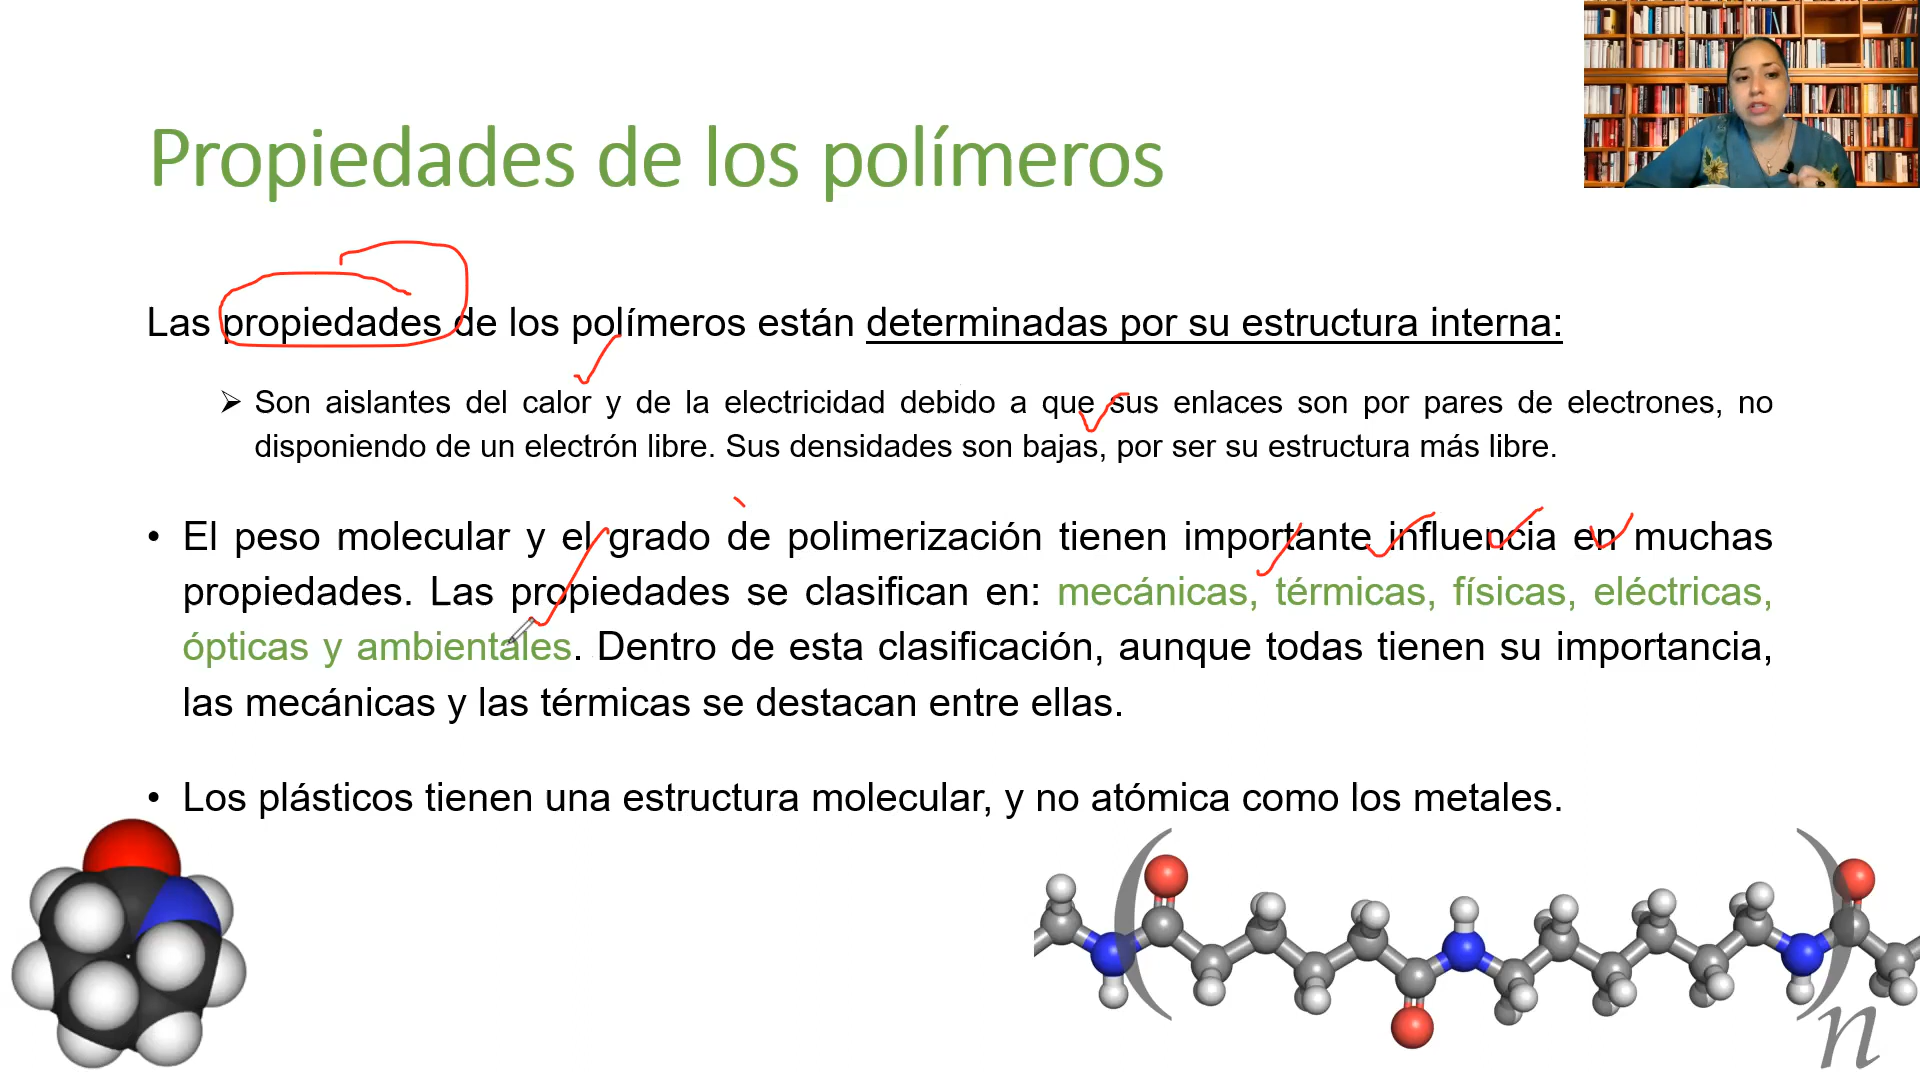 Propiedades de los polímeros
Las propiedades de los polímeros están determinadas por su estructura interna:
➢ Son aislantes del calor y de la electricidad debido a que sus enlaces son por pares de electrones, no
disponiendo de un electrón libre. Sus densidades son bajas, por ser su estructura más libre.
• El peso molecular y el grado de polimerización tienen importante influencia en muchas
propiedades. Las propiedades se clasifican en: mecánicas, térmicas, físicas, eléctricas,
ópticas y ambientales. Dentro de esta clasificación, aunque todas tienen su importancia,
las mecánicas y las térmicas se destacan entre ellas.
• Los plásticos tienen una estructura molecular, y no atómica como los metales.
n